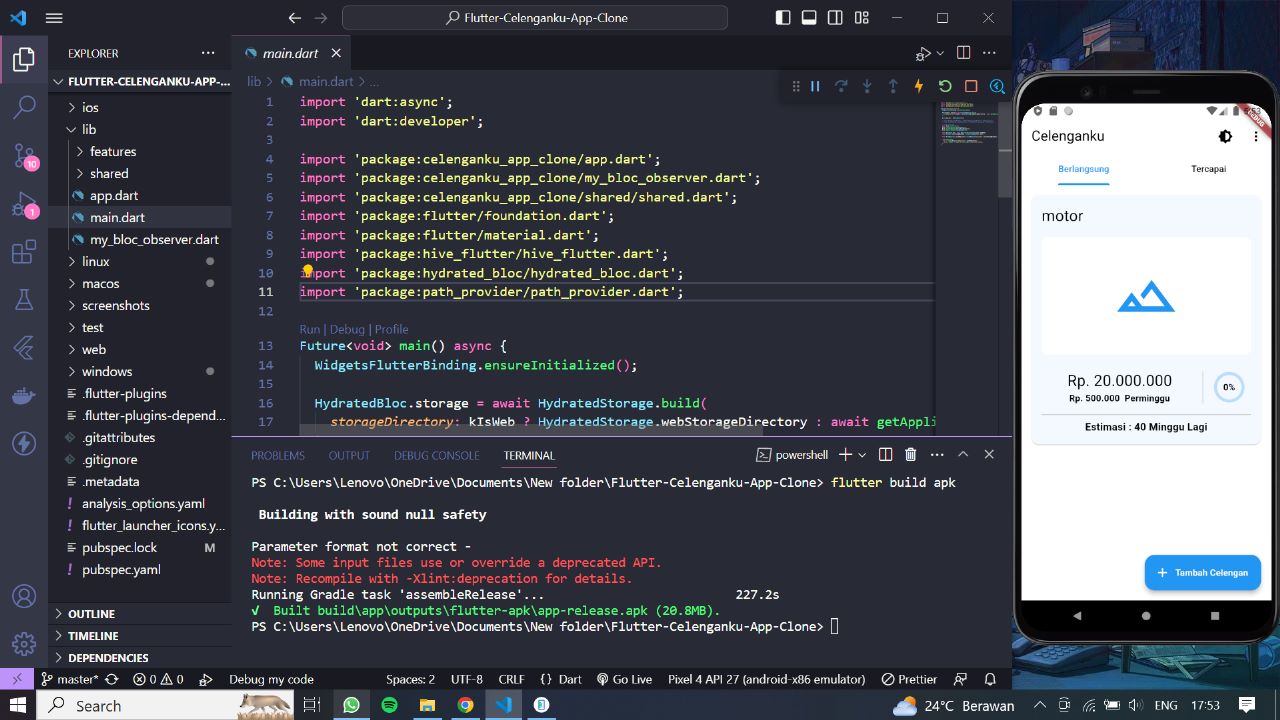 Flutter-Celenganku-App-Clone
EXPLORER
FLUTTER-CELENGANKU-APP-...
ios
lib
features
shared
app.dart
main.dart
my_bloc_observer.dart
linux
macos
screenshots
test
web
windows
.flutter-plugins
.flutter-plugins-depend...
.gitattributes
.gitignore
.metadata
analysis_options.yaml
flutter_launcher_icons.y...
pubspec.lock M
pubspec.yaml
OUTLINE
TIMELINE
DEPENDENCIES
10
1
main.dart
lib > main.dart > ...
1 import 'dart:async';
2 import 'dart:developer';
3
4 import 'package:celenganku_app_clone/app.dart';
5 import 'package:celenganku_app_clone/my_bloc_observer.dart';
6 import 'package:celenganku_app_clone/shared/shared.dart';
7 import 'package:flutter/foundation.dart';
8 import 'package:flutter/material.dart';
9 import 'package:hive_flutter/hive_flutter.dart';
10 import 'package:hydrated_bloc/hydrated_bloc.dart';
11 import 'package:path_provider/path_provider.dart';
12
Run | Debug | Profile
13 Future<void> main() async {
14 WidgetsFlutterBinding.ensureInitialized();
15
16 HydratedBloc.storage = await HydratedStorage.build(
17 storageDirectory: kIsWeb ? HydratedStorage.webStorageDirectory : await getAppli
PROBLEMS OUTPUT DEBUG CONSOLE TERMINAL
powershell
PS C:\Users\Lenovo\OneDrive\Documents\New folder\Flutter-Celenganku-App-Clone> flutter build apk
Building with sound null safety
Parameter format not correct -
Note: Some input files use or override a deprecated API.
Note: Recompile with -Xlint:deprecation for details.
Running Gradle task 'assembleRelease'... 227.2s
√ Built build\app\outputs\flutter-apk\app-release.apk (20.8MB).
PS C:\Users\Lenovo\OneDrive\Documents\New folder\Flutter-Celenganku-App-Clone>
master* 0 0 Debug my code Spaces: 2 UTF-8 CRLF {} Dart Go Live Pixel 4 API 27 (android-x86 emulator) Prettier
Search
24°C Berawan ENG 17:53
Celenganku
Berlangsung Tercapai
motor
Rp. 20.000.000
Rp. 500.000 Perminggu
0%
Estimasi : 40 Minggu Lagi
+ Tambah Celengan